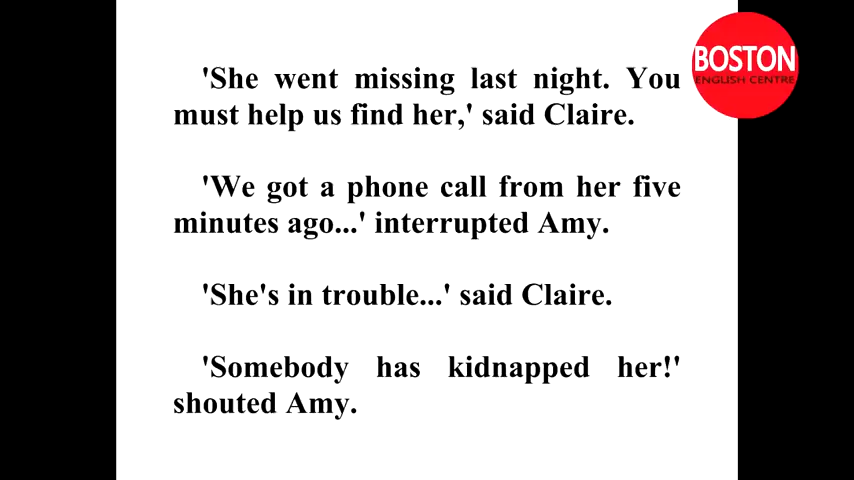 BOSTON
ENGLISH CENTRE
'She went missing last night. You
must help us find her,' said Claire.
'We got a phone call from her five
minutes ago...' interrupted Amy.
'She's in trouble...' said Claire.
'Somebody has kidnapped her!'
shouted Amy.